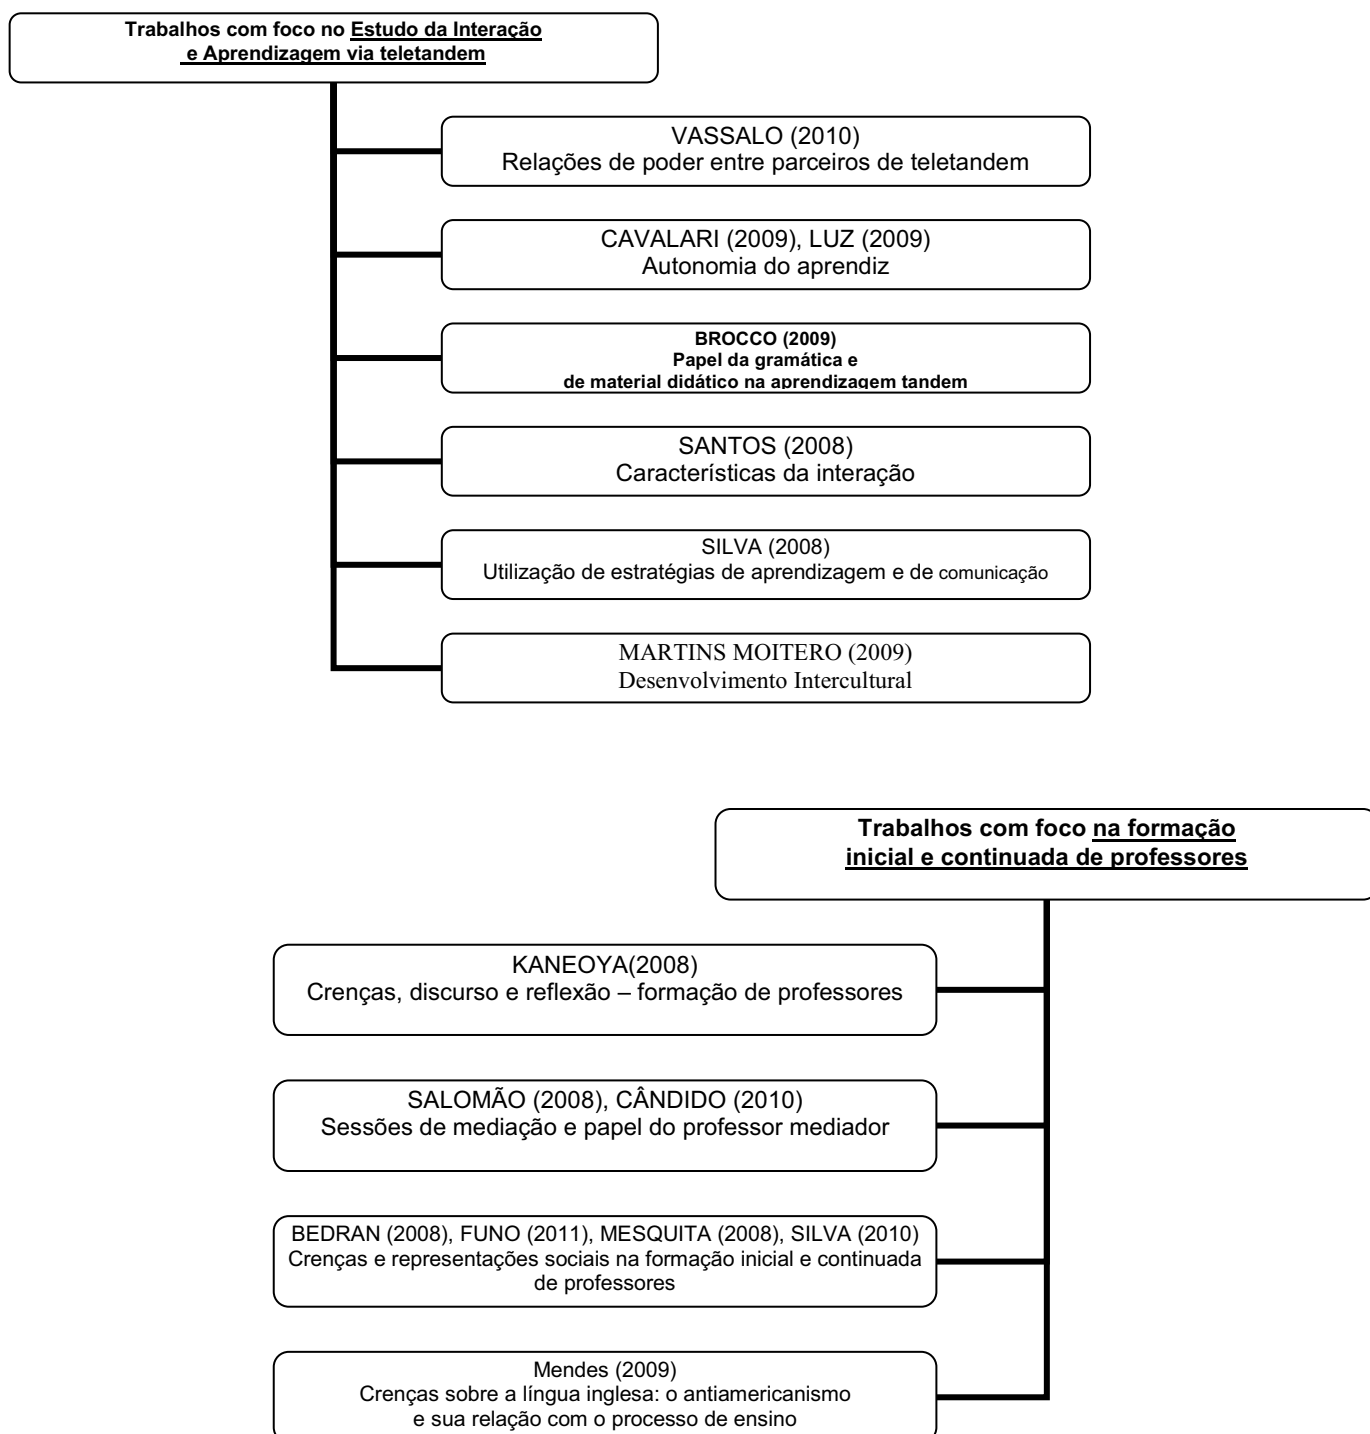 Trabalhos com foco no Estudo da Interação
e Aprendizagem via teletandem
VASSALO (2010)
Relações de poder entre parceiros de teletandem
CAVALARI (2009), LUZ (2009)
Autonomia do aprendiz
BROCCO (2009)
Papel da gramática e
de material didático na aprendizagem tandem
SANTOS (2008)
Características da interação
SILVA (2008)
Utilização de estratégias de aprendizagem e de comunicação
MARTINS MOITERO (2009)
Desenvolvimento Intercultural
Trabalhos com foco na formação
inicial e continuada de professores
KANEOYA(2008)
Crenças, discurso e reflexão – formação de professores
SALOMÃO (2008), CÂNDIDO (2010)
Sessões de mediação e papel do professor mediador
BEDRAN (2008), FUNO (2011), MESQUITA (2008), SILVA (2010)
Crenças e representações sociais na formação inicial e continuada
de professores
Mendes (2009)
Crenças sobre a língua inglesa: o antiamericanismo
e sua relação com o processo de ensino